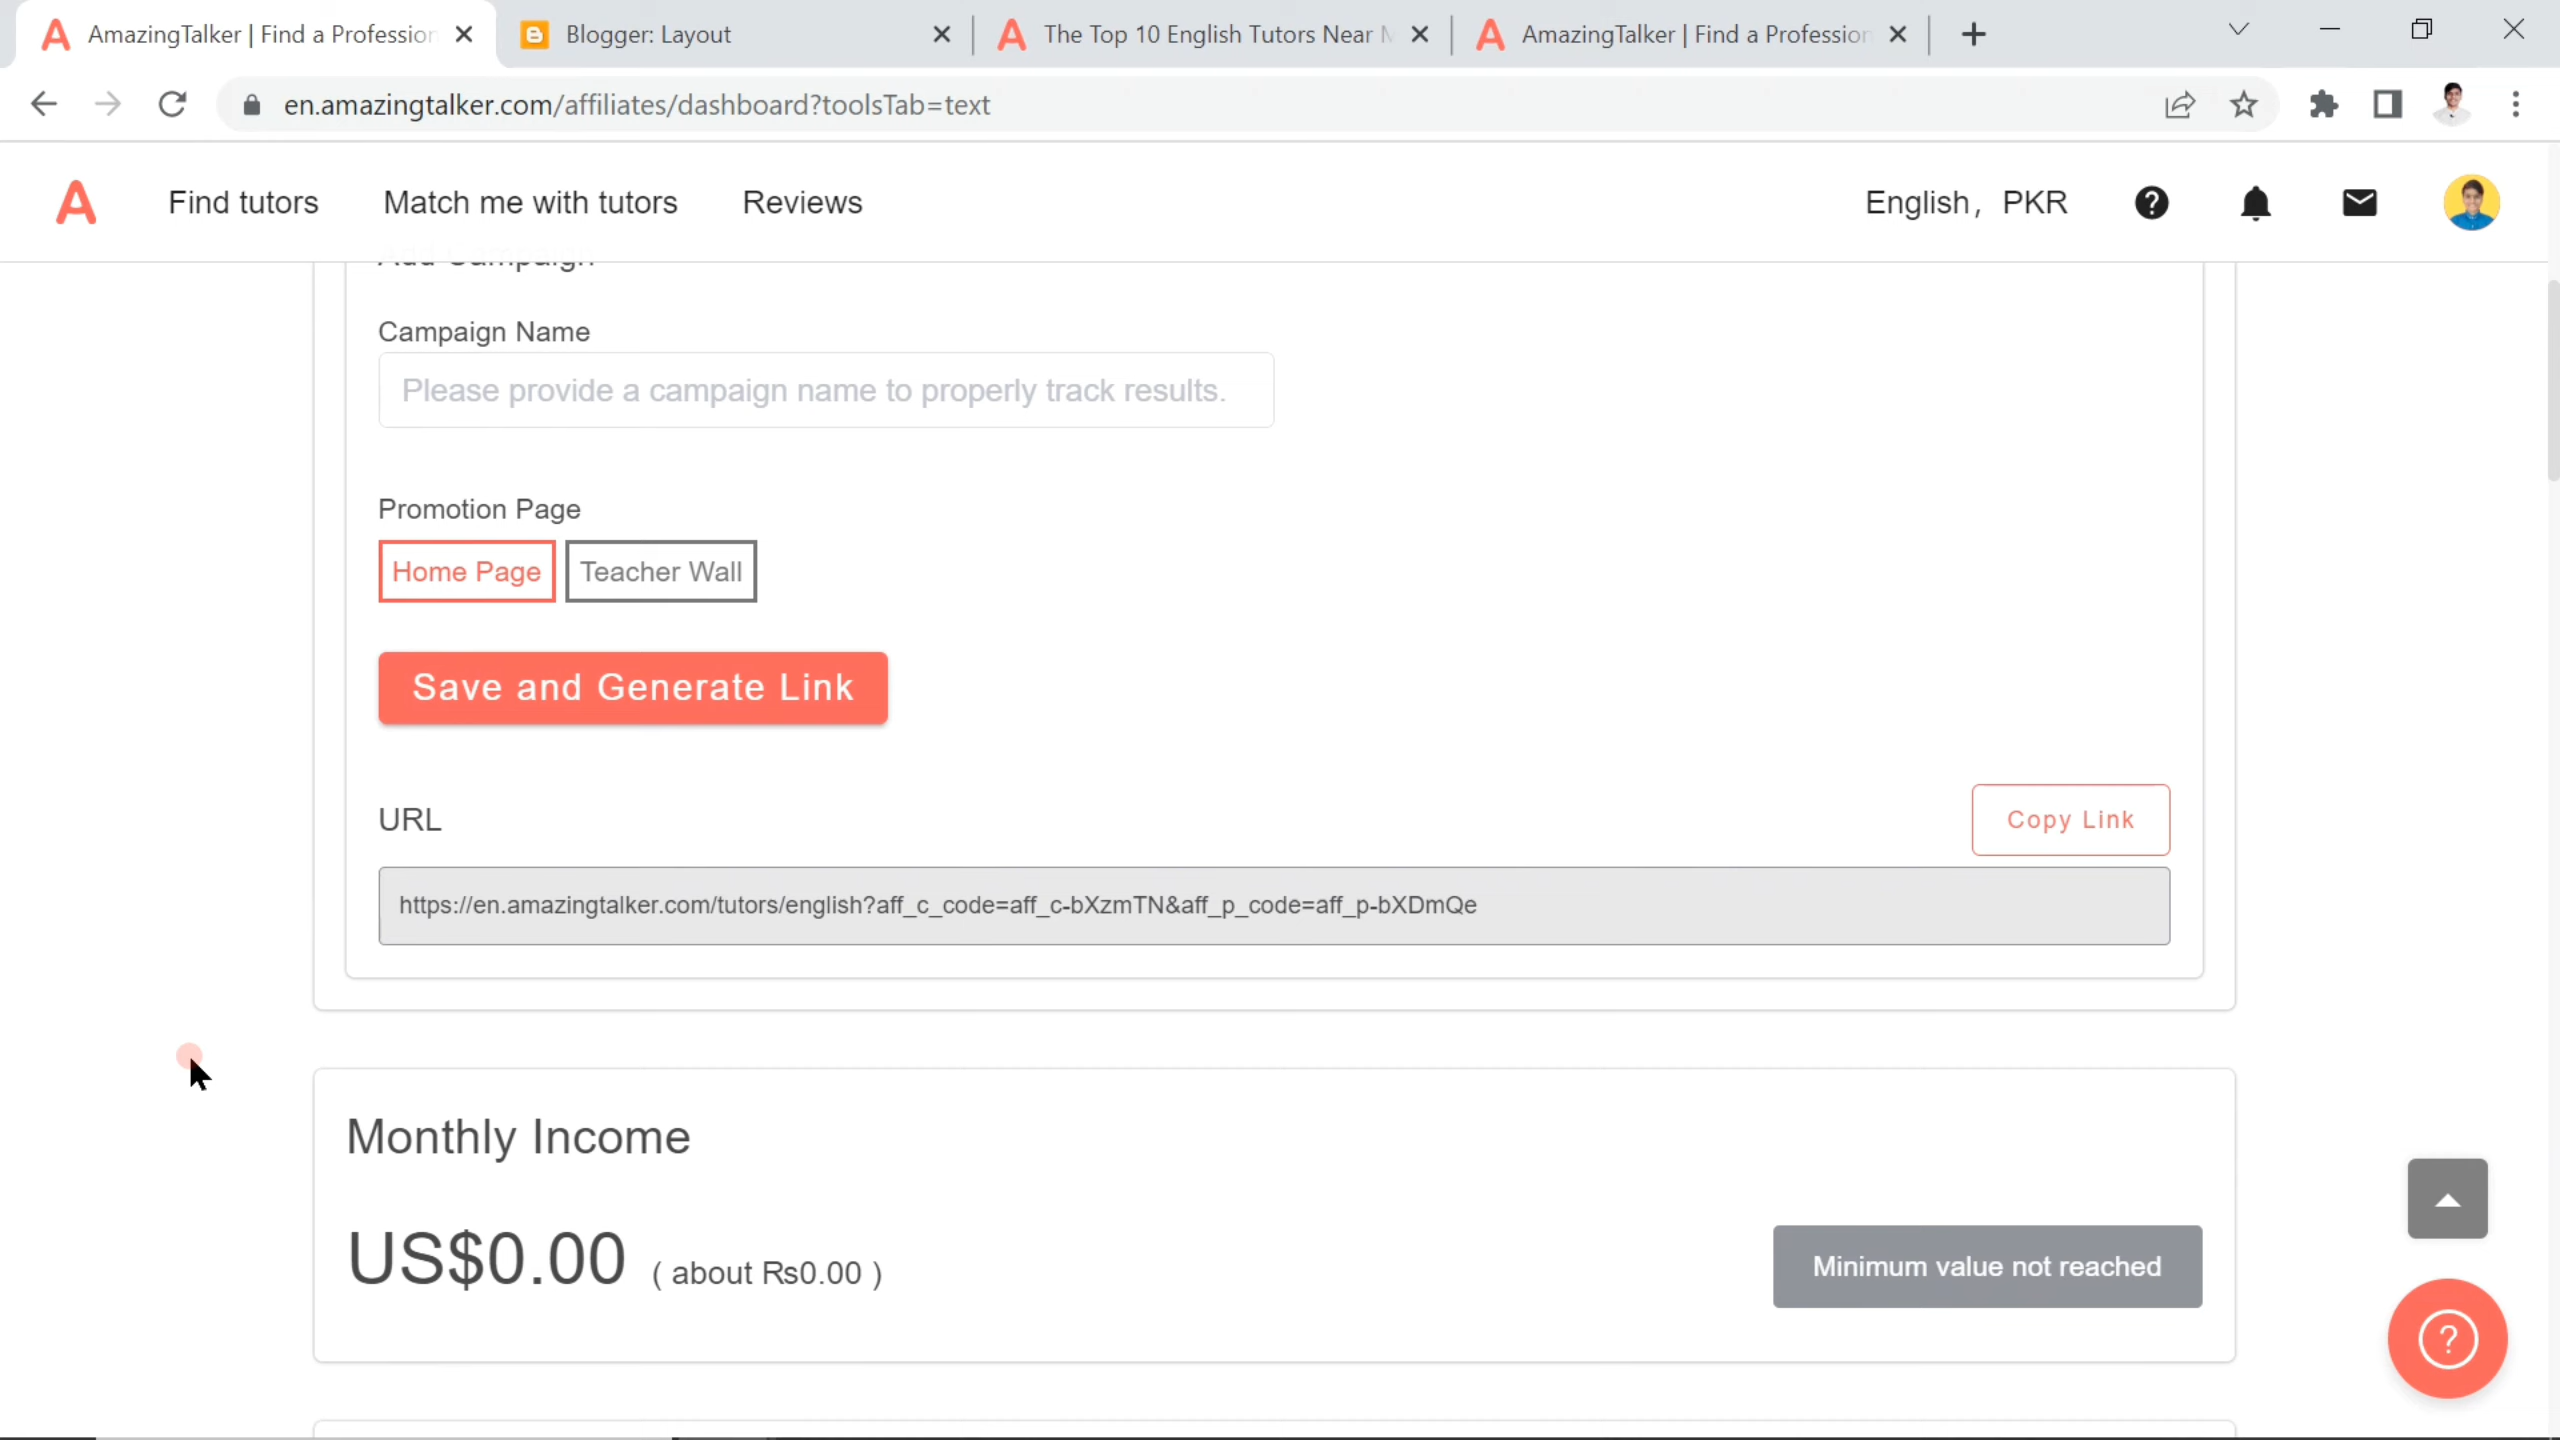 AmazingTalker | Find a Profession
Blogger: Layout
The Top 10 English Tutors Near M
AmazingTalker | Find a Profession
en.amazingtalker.com/affiliates/dashboard?toolsTab=text
Find tutors
Match me with tutors
Reviews
English, PKR
Add Campaign
Campaign Name
Please provide a campaign name to properly track results.
Promotion Page
Home Page
Teacher Wall
Save and Generate Link
URL
Copy Link
https://en.amazingtalker.com/tutors/english?aff_c_code=aff_c-bXzmTN&aff_p_code=aff_p-bXDmQe
Monthly Income
US$0.00 ( about Rs0.00 )
Minimum value not reached